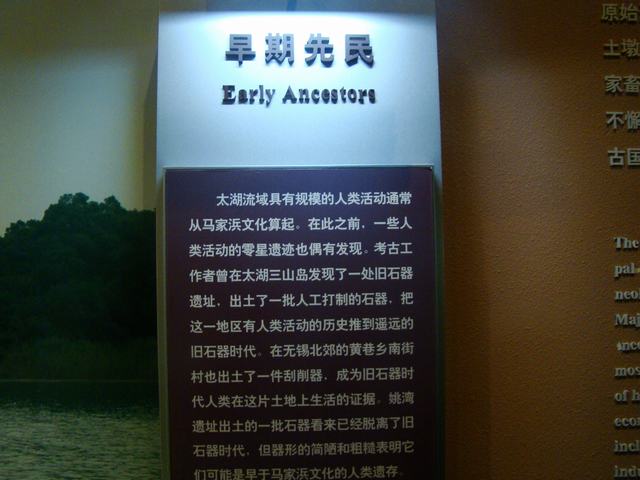 早期先民
Early Ancestors
太湖流域具有规模的人类活动通常
从马家浜文化算起。在此之前，一些人
类活动的零星遗迹也偶有发现。考古工
作者曾在太湖三山岛发现了一处旧石器
遗址，出土了一批人工打制的石器，把
这一地区有人类活动的历史推到遥远的
旧石器时代。在无锡北郊的黄巷乡南街
村也出土了一件刮削器，成为旧石器时
代人类在这片土地上生活的证据。姚湾
遗址出土的一批石器看来已经脱离了旧
石器时代，但器形的简陋和粗糙表明它
们可能是早于马家浜文化的人类遗存。
原始
土墩
家畜
不懈
古国
The
pal
neo
Maj
ance
mos
of h
econ
incl
indu